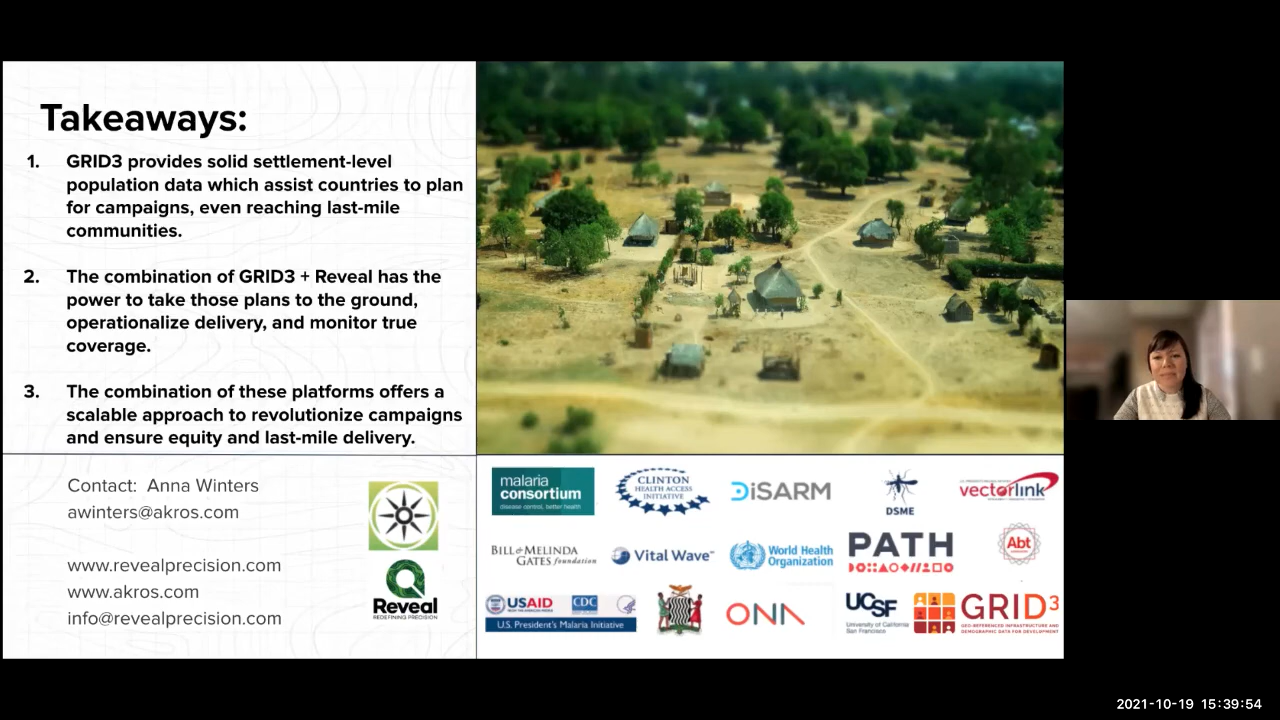 Takeaways:
1. GRID3 provides solid settlement-level
population data which assist countries to plan
for campaigns, even reaching last-mile
communities.
2. The combination of GRID3 + Reveal has the
power to take those plans to the ground,
operationalize delivery, and monitor true
coverage.
3. The combination of these platforms offers a
scalable approach to revolutionize campaigns
and ensure equity and last-mile delivery.
Contact: Anna Winters
awinters@akros.com
www.revealprecision.com
www.akros.com
info@revealprecision.com
Reveal
REDEFINING PRECISION
malaria
consortium
disease control, better health
CLINTON
HEALTH ACCESS
INITIATIVE
DiSARM
DSME
vectorlink
BILL & MELINDA
GATES foundation
Vital Wave™
World Health
Organization
PATH
Abt
USAID
FROM THE AMERICAN PEOPLE
CDC
U.S. President's Malaria Initiative
ONA
UCSF
University of California
San Francisco
GRID3
GEO-REFERENCED INFRASTRUCTURE AND
DEMOGRAPHIC DATA FOR DEVELOPMENT
2021-10-19 15:39:54